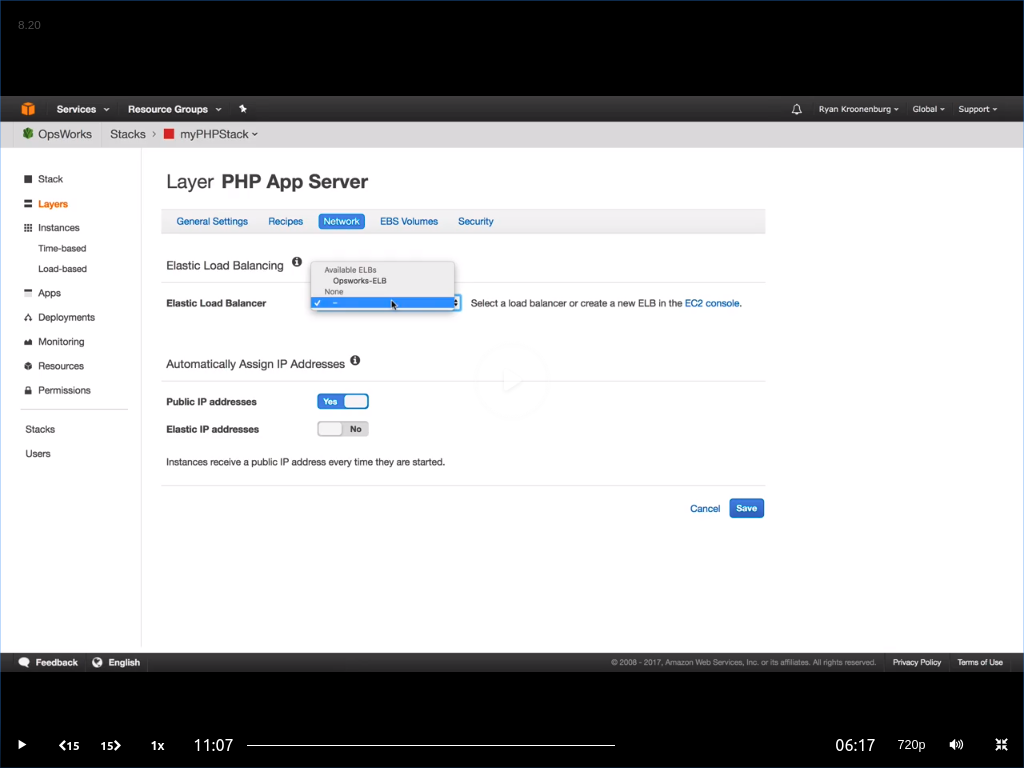 8.20
Services Resource Groups Ryan Kroonenburg Global Support
OpsWorks Stacks myPHPStack
Stack
Layers
Instances
Time-based
Load-based
Apps
Deployments
Monitoring
Resources
Permissions
Stacks
Users
Layer PHP App Server
General Settings Recipes Network EBS Volumes Security
Elastic Load Balancing
Available ELBs
Opsworks-ELB
None
✓ –
Elastic Load Balancer Select a load balancer or create a new ELB in the EC2 console.
Automatically Assign IP Addresses
Public IP addresses Yes
Elastic IP addresses No
Instances receive a public IP address every time they are started.
Cancel Save
Feedback English © 2008 - 2017, Amazon Web Services, Inc. or its affiliates. All rights reserved. Privacy Policy Terms of Use
15 15 1x 11:07 06:17 720p